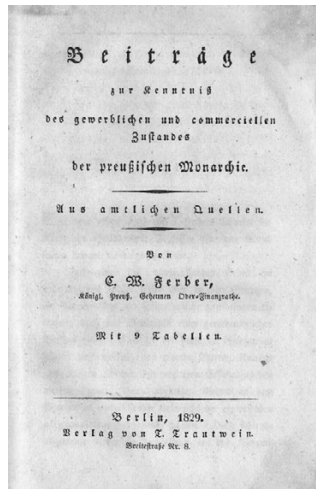 Beiträge
zur Kenntniß
des gewerblichen und commerciellen
Zustandes
der preußischen Monarchie.
Aus amtlichen Quellen.
Von
C. W. Ferber,
Königl. Preuß. Geheimen Ober-Finanzrathe.
Mit 9 Tabellen.
Berlin, 1829.
Verlag von T. Trautwein.
Breitestraße Nr. 8.